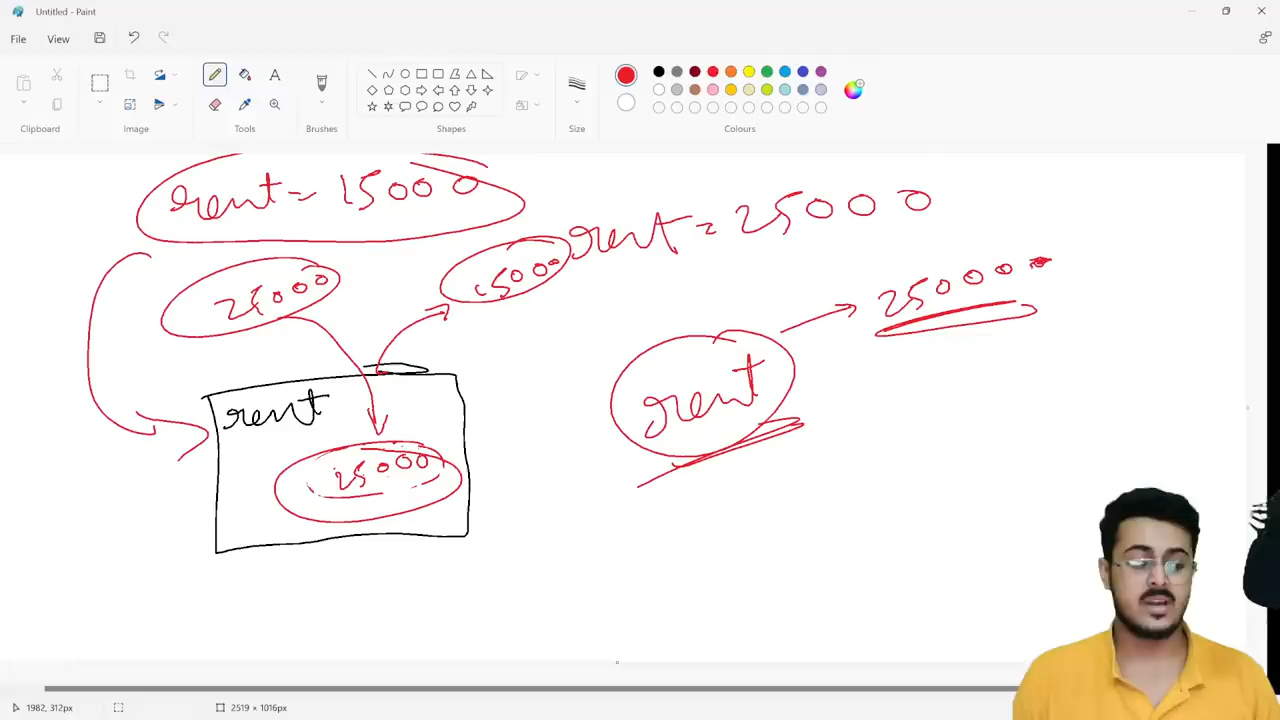 Untitled - Paint
File View
Clipboard
Image
Tools
Brushes
Shapes
Size
Colours
rent = 15000
rent = 25000
25000
15000
25000
rent
rent
25000
1982, 312px
2519 × 1016px